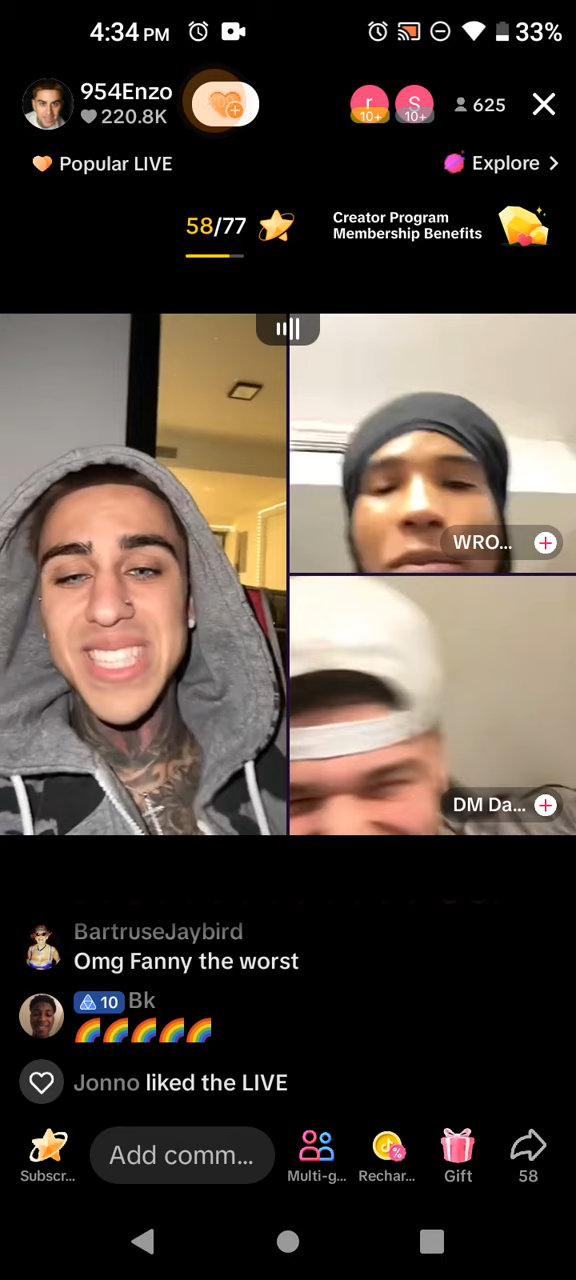 4:34 PM
33%
954Enzo
220.8K
r
10+
S
10+
625
Popular LIVE
Explore >
58/77
Creator Program
Membership Benefits
WRO...
DM Da...
BartruseJaybird
Omg Fanny the worst
10 Bk
🌈🌈🌈🌈🌈
Jonno liked the LIVE
Subscr...
Add comm...
Multi-g...
Rechar...
Gift
58